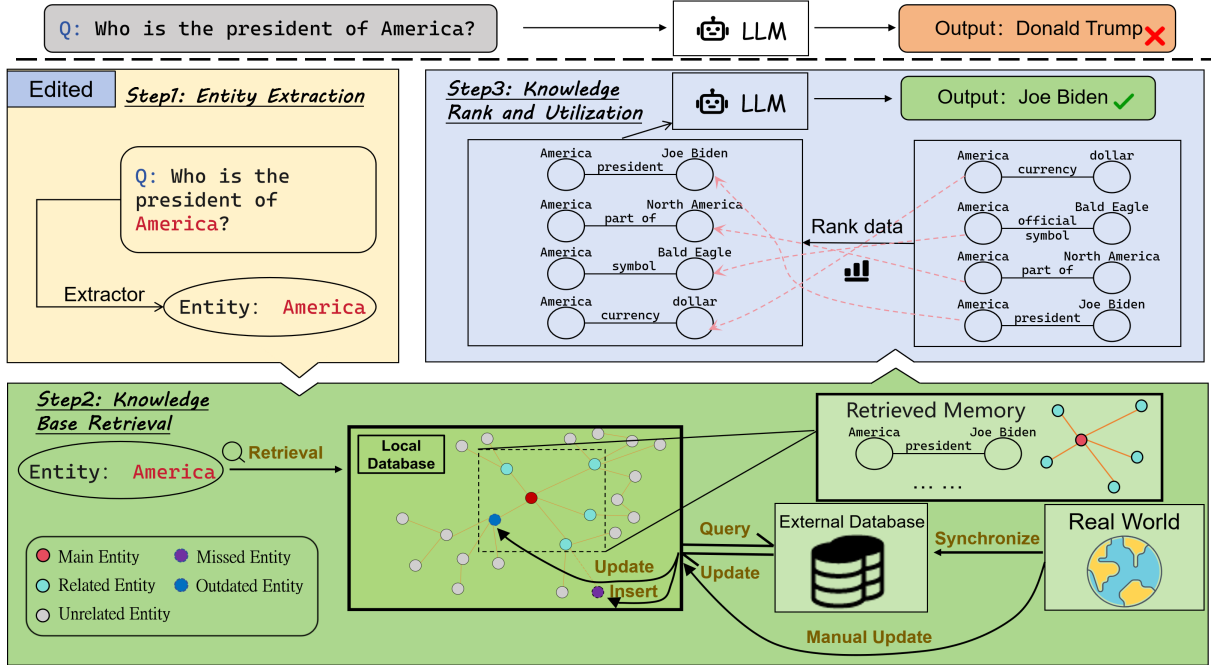 Q: Who is the president of America?
LLM
Output: Donald Trump
Edited
Step1: Entity Extraction
Q: Who is the
president of
America?
Extractor
Entity: America
Step3: Knowledge
Rank and Utilization
LLM
Output: Joe Biden
America
president
Joe Biden
America
part of
North America
America
symbol
Bald Eagle
America
currency
dollar
Rank data
America
currency
dollar
America
official
symbol
Bald Eagle
America
part of
North America
America
president
Joe Biden
Step2: Knowledge
Base Retrieval
Entity: America
Retrieval
Local
Database
Update
Insert
Main Entity
Missed Entity
Related Entity
Outdated Entity
Unrelated Entity
Retrieved Memory
America
president
Joe Biden
... ...
Query
Update
External Database
Synchronize
Real World
Manual Update